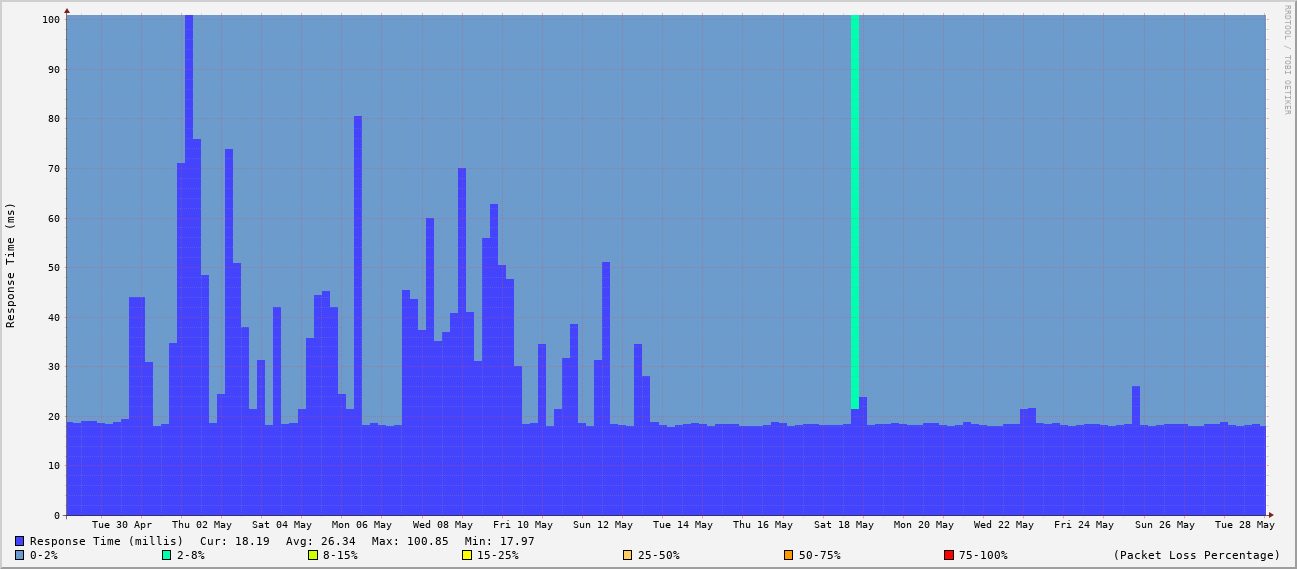 RRDTOOL / TOBI OETIKER
Response Time (ms)
100
90
80
70
60
50
40
30
20
10
0
Tue 30 Apr Thu 02 May Sat 04 May Mon 06 May Wed 08 May Fri 10 May Sun 12 May Tue 14 May Thu 16 May Sat 18 May Mon 20 May Wed 22 May Fri 24 May Sun 26 May Tue 28 May
Response Time (millis) Cur: 18.19 Avg: 26.34 Max: 100.85 Min: 17.97
0-2% 2-8% 8-15% 15-25% 25-50% 50-75% 75-100% (Packet Loss Percentage)